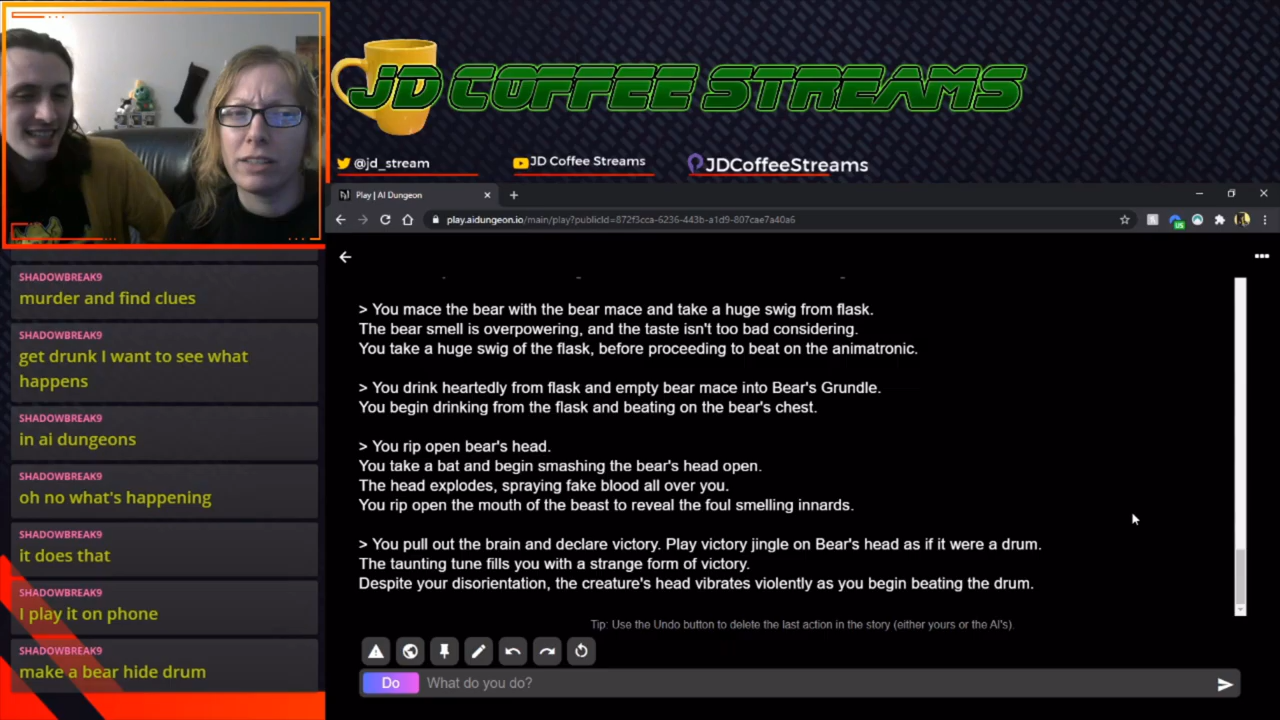 JD COFFEE STREAMS
@jd_stream
JD Coffee Streams
JDCoffeeStreams
Play | AI Dungeon
play.aidungeon.io/main/play?publicId=872f3cca-6236-443b-a1d9-807cae7a40a6
SHADOWBREAK9
murder and find clues
SHADOWBREAK9
get drunk I want to see what
happens
SHADOWBREAK9
in ai dungeons
SHADOWBREAK9
oh no what's happening
SHADOWBREAK9
it does that
SHADOWBREAK9
I play it on phone
SHADOWBREAK9
make a bear hide drum
> You mace the bear with the bear mace and take a huge swig from flask.
The bear smell is overpowering, and the taste isn't too bad considering.
You take a huge swig of the flask, before proceeding to beat on the animatronic.
> You drink heartedly from flask and empty bear mace into Bear's Grundle.
You begin drinking from the flask and beating on the bear's chest.
> You rip open bear's head.
You take a bat and begin smashing the bear's head open.
The head explodes, spraying fake blood all over you.
You rip open the mouth of the beast to reveal the foul smelling innards.
> You pull out the brain and declare victory. Play victory jingle on Bear's head as if it were a drum.
The taunting tune fills you with a strange form of victory.
Despite your disorientation, the creature's head vibrates violently as you begin beating the drum.
Tip: Use the Undo button to delete the last action in the story (either yours or the AI's).
Do
What do you do?